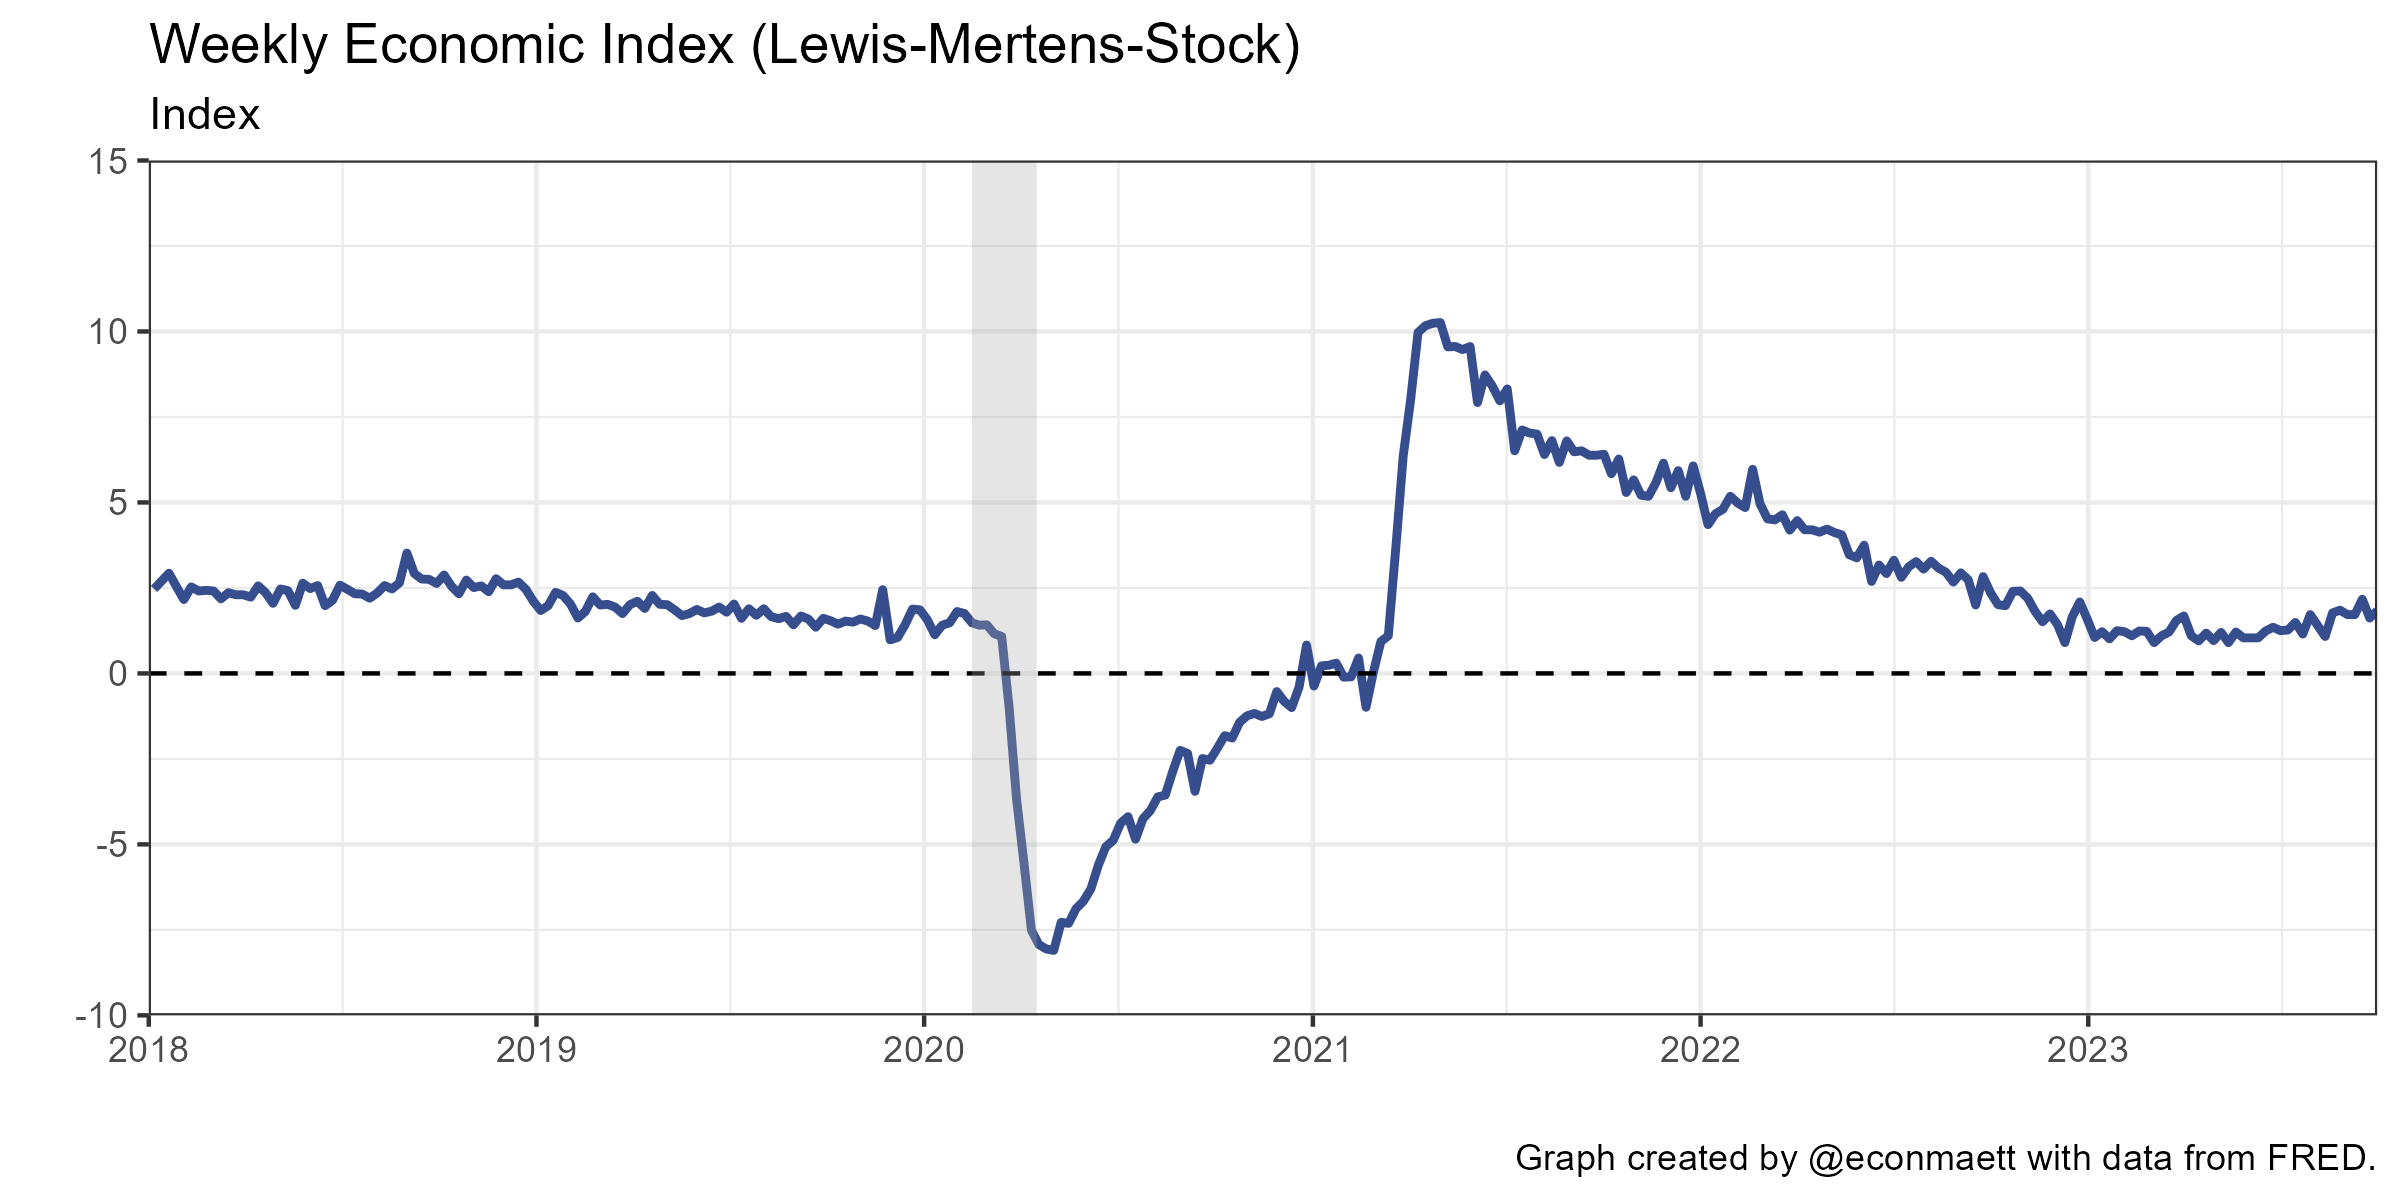 Weekly Economic Index (Lewis-Mertens-Stock)
Index
15
10
5
0
-5
-10
2018 2019 2020 2021 2022 2023
Graph created by @econmaett with data from FRED.